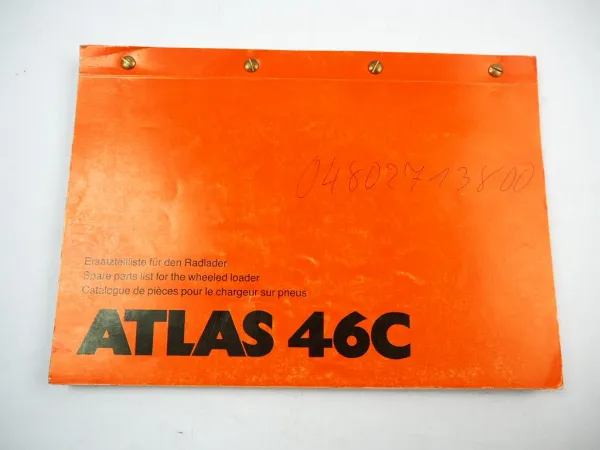 04802713800
Ersatzteilliste für den Radlader
Spare parts list for the wheeled loader
Catalogue de pièces pour le chargeur sur pneus
ATLAS 46C